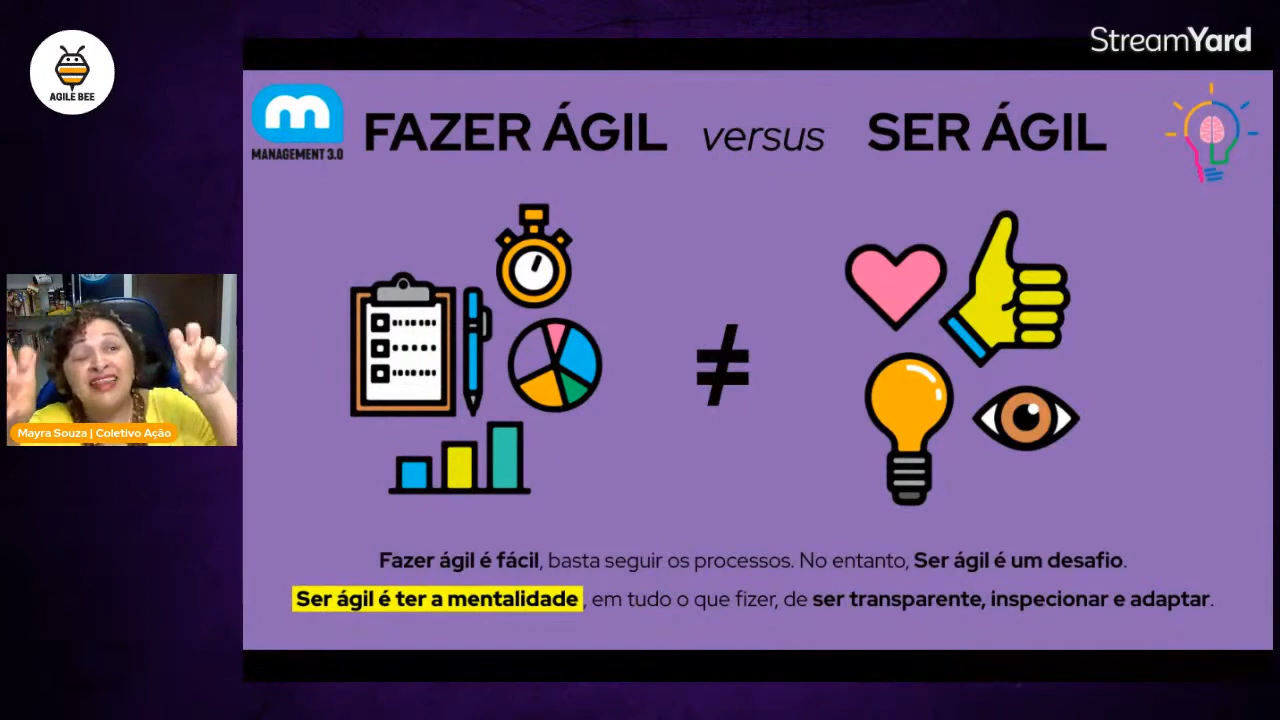 AGILE BEE
StreamYard
MANAGEMENT 3.0
FAZER ÁGIL versus SER ÁGIL
≠
Mayra Souza | Coletivo Ação
Fazer ágil é fácil, basta seguir os processos. No entanto, Ser ágil é um desafio.
Ser ágil é ter a mentalidade, em tudo o que fizer, de ser transparente, inspecionar e adaptar.